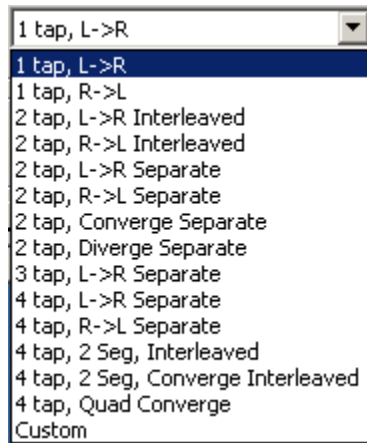 1 tap, L->R
1 tap, L->R
1 tap, R->L
2 tap, L->R Interleaved
2 tap, R->L Interleaved
2 tap, L->R Separate
2 tap, R->L Separate
2 tap, Converge Separate
2 tap, Diverge Separate
3 tap, L->R Separate
4 tap, L->R Separate
4 tap, R->L Separate
4 tap, 2 Seg, Interleaved
4 tap, 2 Seg, Converge Interleaved
4 tap, Quad Converge
Custom